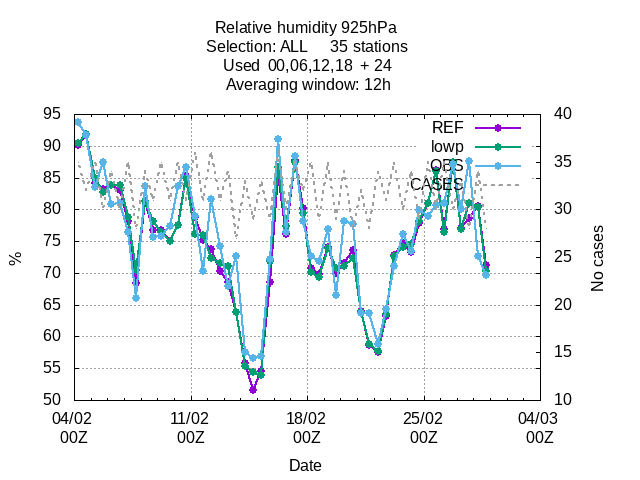 Relative humidity 925hPa
Selection: ALL 35 stations
Used 00,06,12,18 + 24
Averaging window: 12h
95 40
REF
90 lowp 35
OBS
85 CASES
80 30
75
% 70 25 No cases
65 20
60
55 15
50 10
04/02 11/02 18/02 25/02 04/03
00Z 00Z 00Z 00Z 00Z
Date